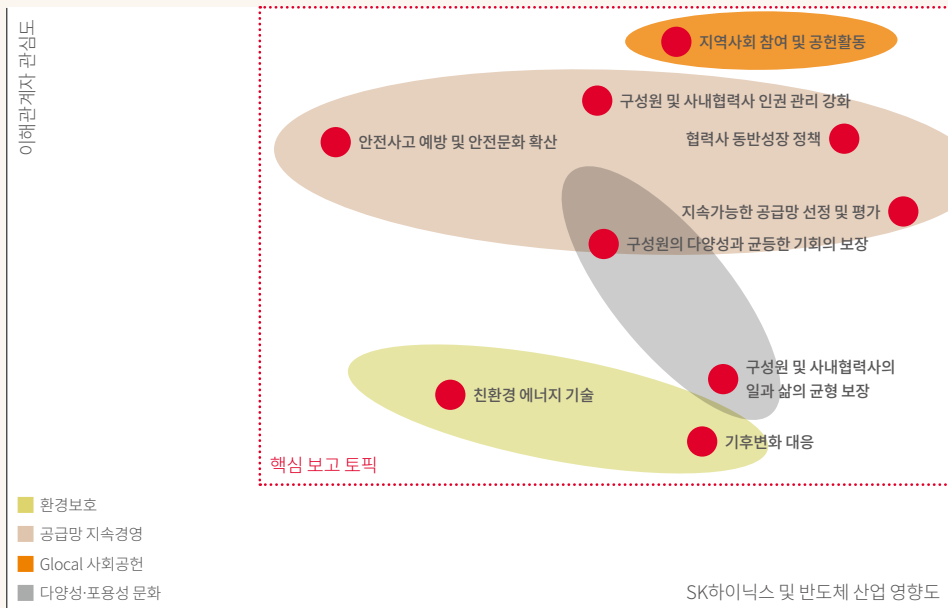 이해관계자 관심도
지역사회 참여 및 공헌활동
구성원 및 사내협력사 인권 관리 강화
안전사고 예방 및 안전문화 확산
협력사 동반성장 정책
지속가능한 공급망 선정 및 평가
구성원의 다양성과 균등한 기회의 보장
구성원 및 사내협력사의
일과 삶의 균형 보장
친환경 에너지 기술
기후변화 대응
핵심 보고 토픽
환경보호
공급망 지속경영
Glocal 사회공헌
다양성·포용성 문화
SK하이닉스 및 반도체 산업 영향도